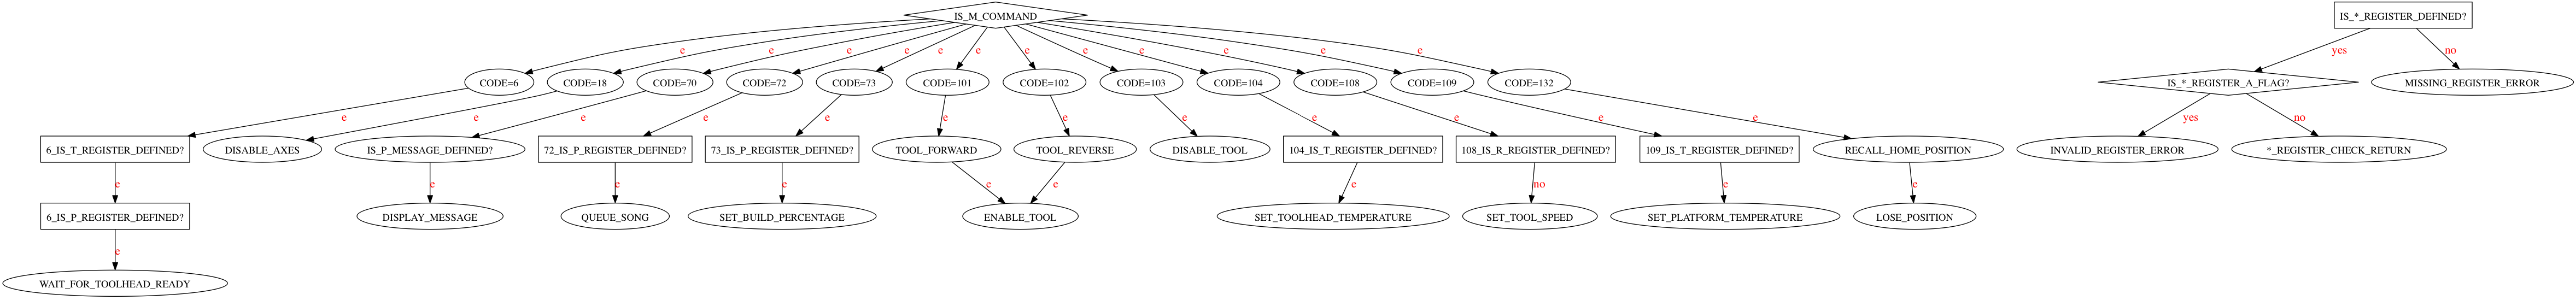 IS_M_COMMAND
IS_*_REGISTER_DEFINED?
e
e
e
e
e
e
e
e
e
e
e
e
yes
no
CODE=6
CODE=18
CODE=70
CODE=72
CODE=73
CODE=101
CODE=102
CODE=103
CODE=104
CODE=108
CODE=109
CODE=132
IS_*_REGISTER_A_FLAG?
MISSING_REGISTER_ERROR
e
e
e
e
e
e
e
e
e
e
e
e
yes
no
6_IS_T_REGISTER_DEFINED?
DISABLE_AXES
IS_P_MESSAGE_DEFINED?
72_IS_P_REGISTER_DEFINED?
73_IS_P_REGISTER_DEFINED?
TOOL_FORWARD
TOOL_REVERSE
DISABLE_TOOL
104_IS_T_REGISTER_DEFINED?
108_IS_R_REGISTER_DEFINED?
109_IS_T_REGISTER_DEFINED?
RECALL_HOME_POSITION
INVALID_REGISTER_ERROR
*_REGISTER_CHECK_RETURN
e
e
e
e
e
e
e
no
e
e
6_IS_P_REGISTER_DEFINED?
DISPLAY_MESSAGE
QUEUE_SONG
SET_BUILD_PERCENTAGE
ENABLE_TOOL
SET_TOOLHEAD_TEMPERATURE
SET_TOOL_SPEED
SET_PLATFORM_TEMPERATURE
LOSE_POSITION
e
WAIT_FOR_TOOLHEAD_READY